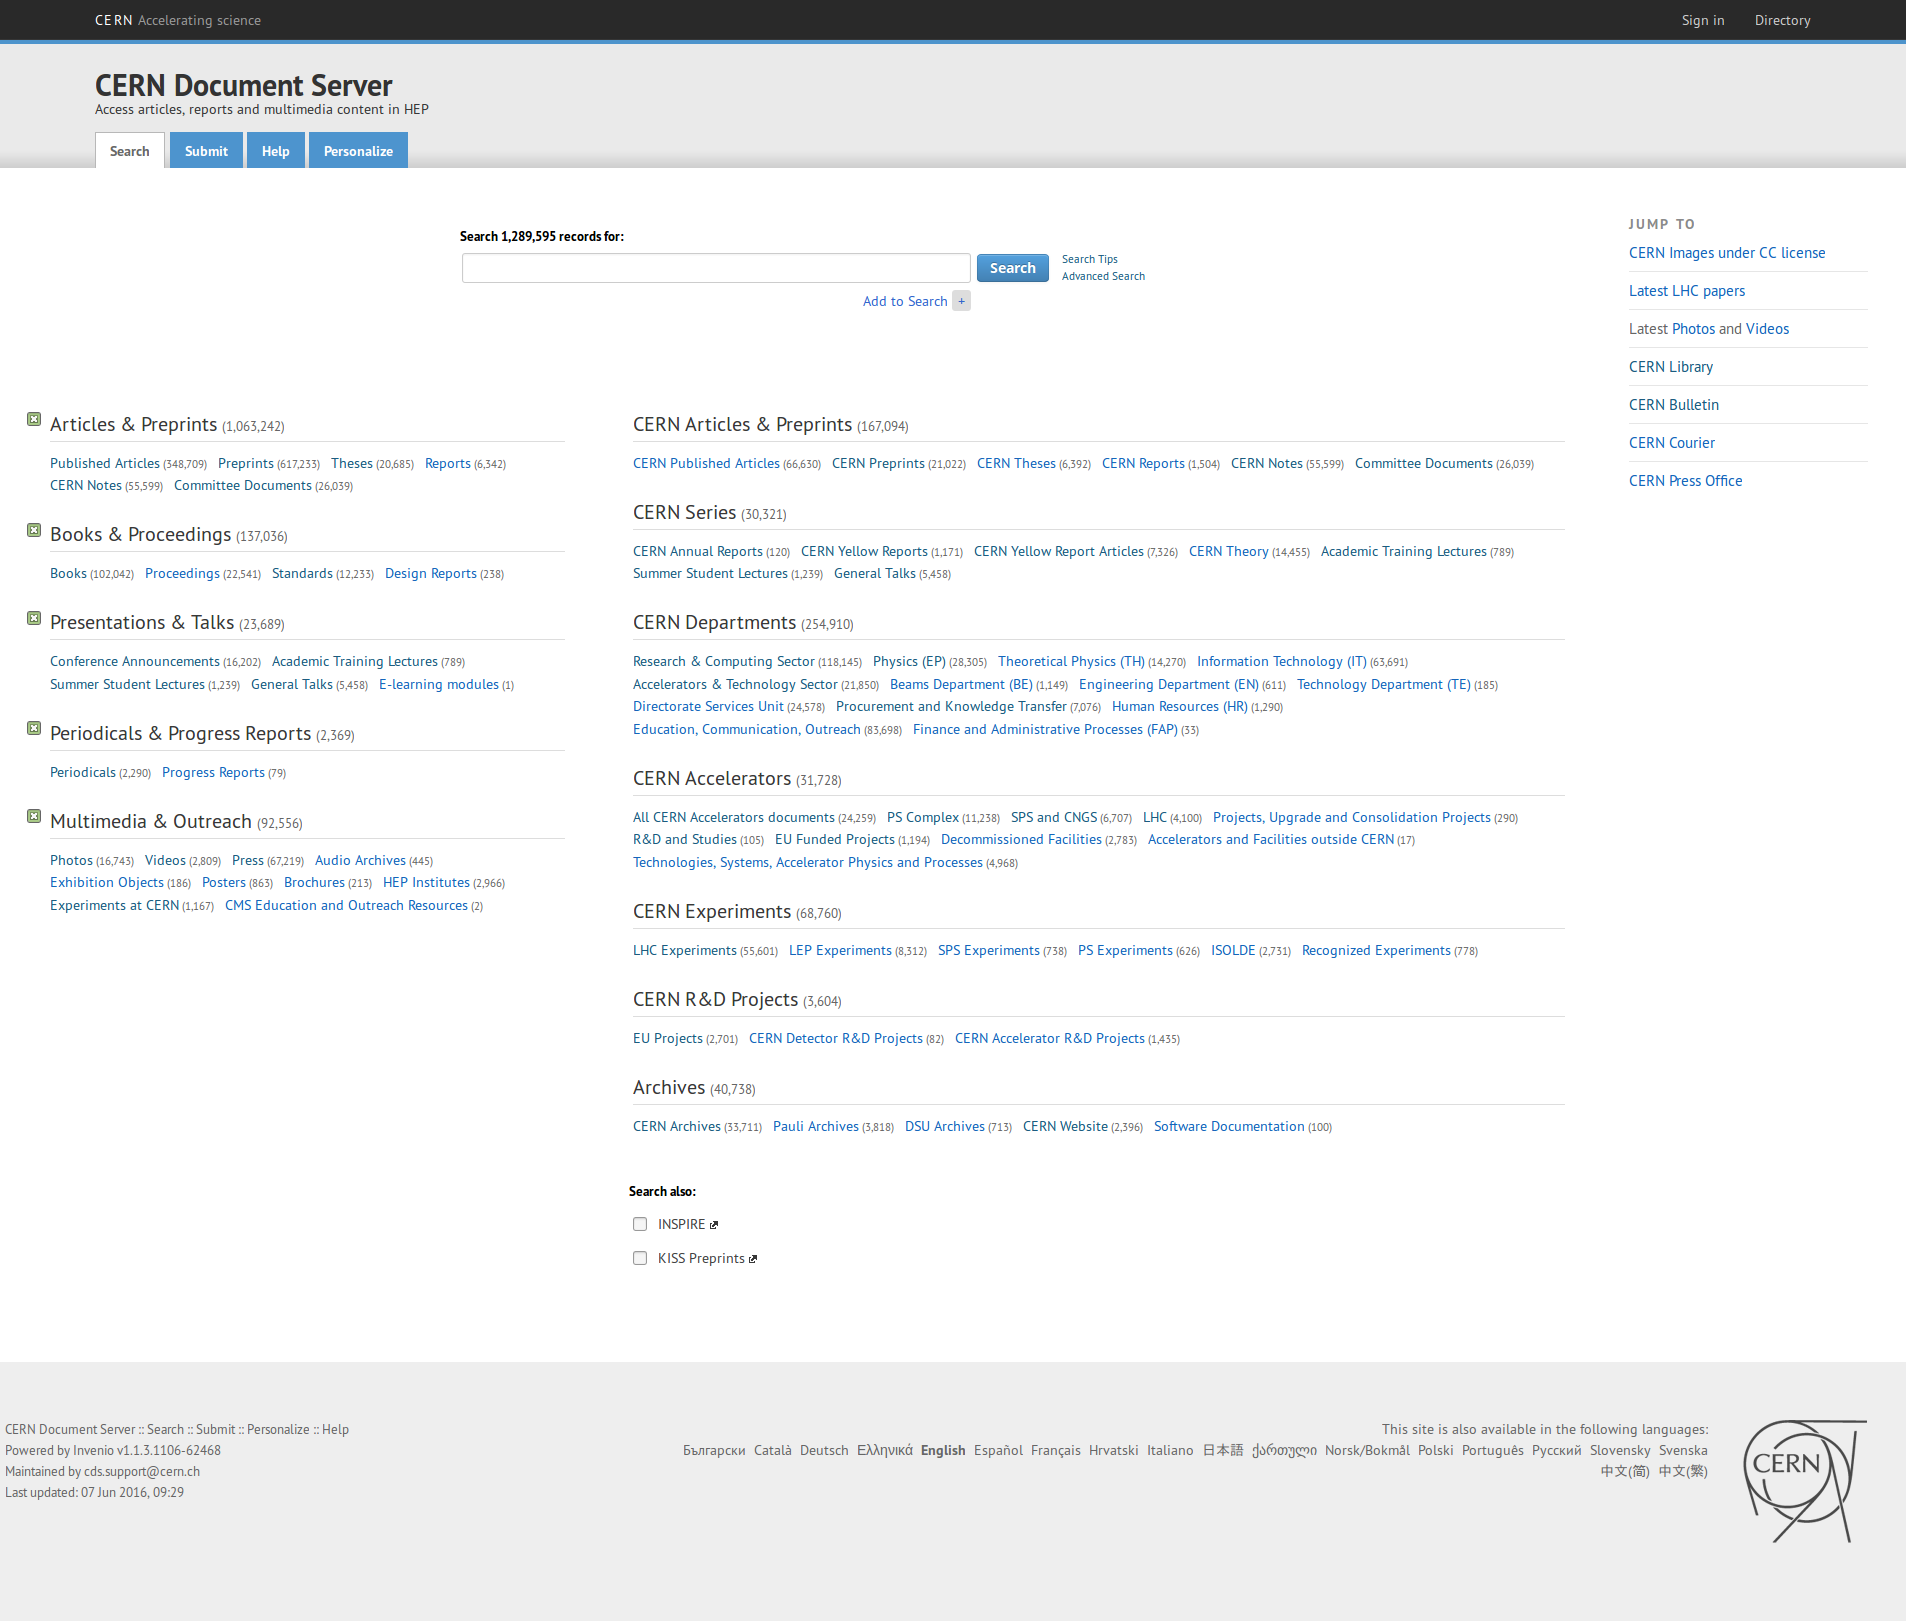 CERN Accelerating science
Sign in Directory
CERN Document Server
Access articles, reports and multimedia content in HEP
Search Submit Help Personalize
Search 1,289,595 records for:
Search
Search Tips
Advanced Search
Add to Search +
JUMP TO
CERN Images under CC license
Latest LHC papers
Latest Photos and Videos
CERN Library
CERN Bulletin
CERN Courier
CERN Press Office
Articles & Preprints (1,063,242)
Published Articles (348,709) Preprints (617,233) Theses (20,685) Reports (6,342)
CERN Notes (55,599) Committee Documents (26,039)
Books & Proceedings (137,036)
Books (102,042) Proceedings (22,541) Standards (12,233) Design Reports (238)
Presentations & Talks (23,689)
Conference Announcements (16,202) Academic Training Lectures (789)
Summer Student Lectures (1,239) General Talks (5,458) E-learning modules (1)
Periodicals & Progress Reports (2,369)
Periodicals (2,290) Progress Reports (79)
Multimedia & Outreach (92,556)
Photos (16,743) Videos (2,809) Press (67,219) Audio Archives (445)
Exhibition Objects (186) Posters (863) Brochures (213) HEP Institutes (2,966)
Experiments at CERN (1,167) CMS Education and Outreach Resources (2)
CERN Articles & Preprints (167,094)
CERN Published Articles (66,630) CERN Preprints (21,022) CERN Theses (6,392) CERN Reports (1,504) CERN Notes (55,599) Committee Documents (26,039)
CERN Series (30,321)
CERN Annual Reports (120) CERN Yellow Reports (1,171) CERN Yellow Report Articles (7,326) CERN Theory (14,455) Academic Training Lectures (789)
Summer Student Lectures (1,239) General Talks (5,458)
CERN Departments (254,910)
Research & Computing Sector (118,145) Physics (EP) (28,305) Theoretical Physics (TH) (14,270) Information Technology (IT) (63,691)
Accelerators & Technology Sector (21,850) Beams Department (BE) (1,149) Engineering Department (EN) (611) Technology Department (TE) (185)
Directorate Services Unit (24,578) Procurement and Knowledge Transfer (7,076) Human Resources (HR) (1,290)
Education, Communication, Outreach (83,698) Finance and Administrative Processes (FAP) (33)
CERN Accelerators (31,728)
All CERN Accelerators documents (24,259) PS Complex (11,238) SPS and CNGS (6,707) LHC (4,100) Projects, Upgrade and Consolidation Projects (290)
R&D and Studies (105) EU Funded Projects (1,194) Decommissioned Facilities (2,783) Accelerators and Facilities outside CERN (17)
Technologies, Systems, Accelerator Physics and Processes (4,968)
CERN Experiments (68,760)
LHC Experiments (55,601) LEP Experiments (8,312) SPS Experiments (738) PS Experiments (626) ISOLDE (2,731) Recognized Experiments (778)
CERN R&D Projects (3,604)
EU Projects (2,701) CERN Detector R&D Projects (82) CERN Accelerator R&D Projects (1,435)
Archives (40,738)
CERN Archives (33,711) Pauli Archives (3,818) DSU Archives (713) CERN Website (2,396) Software Documentation (100)
Search also:
INSPIRE
KISS Preprints
CERN Document Server :: Search :: Submit :: Personalize :: Help
Powered by Invenio v1.1.3.1106-62468
Maintained by cds.support@cern.ch
Last updated: 07 Jun 2016, 09:29
This site is also available in the following languages:
Български Català Deutsch Ελληνικά English Español Français Hrvatski Italiano 日本語 ქართული Norsk/Bokmål Polski Português Русский Slovensky Svenska
中文(简) 中文(繁)
CERN